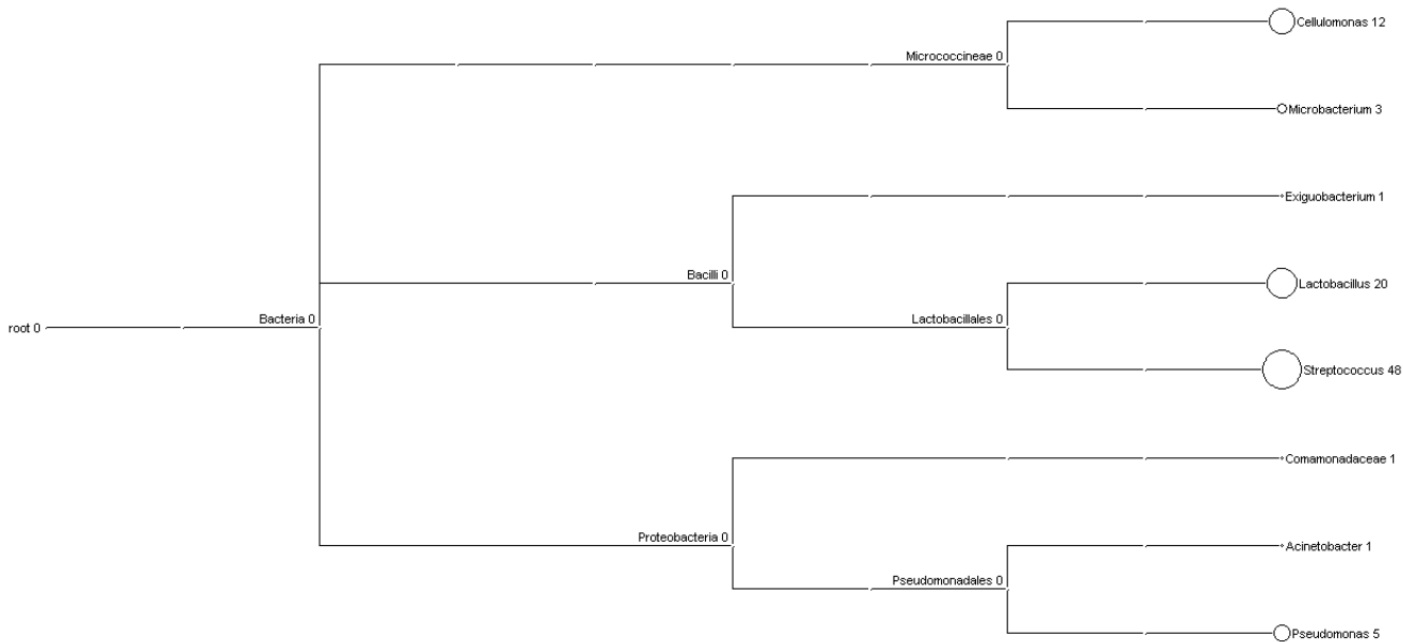 Cellulomonas 12
Micrococcineae 0
Microbacterium 3
Exiguobacterium 1
Bacilli 0
Lactobacillus 20
Bacteria 0
Lactobacillales 0
root 0
Streptococcus 48
Comamonadaceae 1
Proteobacteria 0
Acinetobacter 1
Pseudomonadales 0
Pseudomonas 5